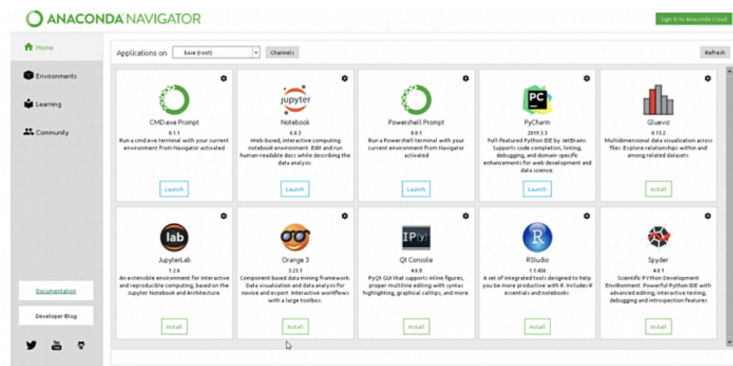 ANACONDA NAVIGATOR
Sign in to Anaconda Cloud
Home
Environments
Learning
Community
Documentation
Developer Blog
Applications on
base (root)
Channels
Refresh
CMD.exe Prompt
0.1.1
Run a cmd.exe terminal with your current
environment from Navigator activated
Launch
jupyter
Notebook
6.0.3
Web-based, interactive computing
notebook environment. Edit and run
human-readable docs while describing the
data analysis.
Launch
Powershell Prompt
0.0.1
Run a Powershell terminal with your
current environment from Navigator
activated
Launch
PC
PyCharm
2019.3.3
Full-featured Python IDE by JetBrains
Supports code completion, linting,
debugging, and domain-specific
enhancements for web development and
data science.
Launch
Glueviz
0.15.2
Multidimensional data visualization across
files. Explore relationships within and
among related datasets.
Install
lab
JupyterLab
1.2.6
An extensible environment for interactive
and reproducible computing, based on the
Jupyter Notebook and Architecture.
Install
Orange 3
3.23.1
Component based data mining framework.
Data visualization and data analysis for
novice and expert. Interactive workflows
with a large toolbox.
Install
IP[y]:
Qt Console
4.6.0
PyQt GUI that supports inline figures,
proper multiline editing with syntax
highlighting, graphical calltips, and more.
Install
R
RStudio
1.1.456
A set of integrated tools designed to help
you be more productive with R. Includes R
essentials and notebooks.
Install
Spyder
4.0.1
Scientific PYthon Development
EnviRonment. Powerful Python IDE with
advanced editing, interactive testing,
debugging and introspection features
Install